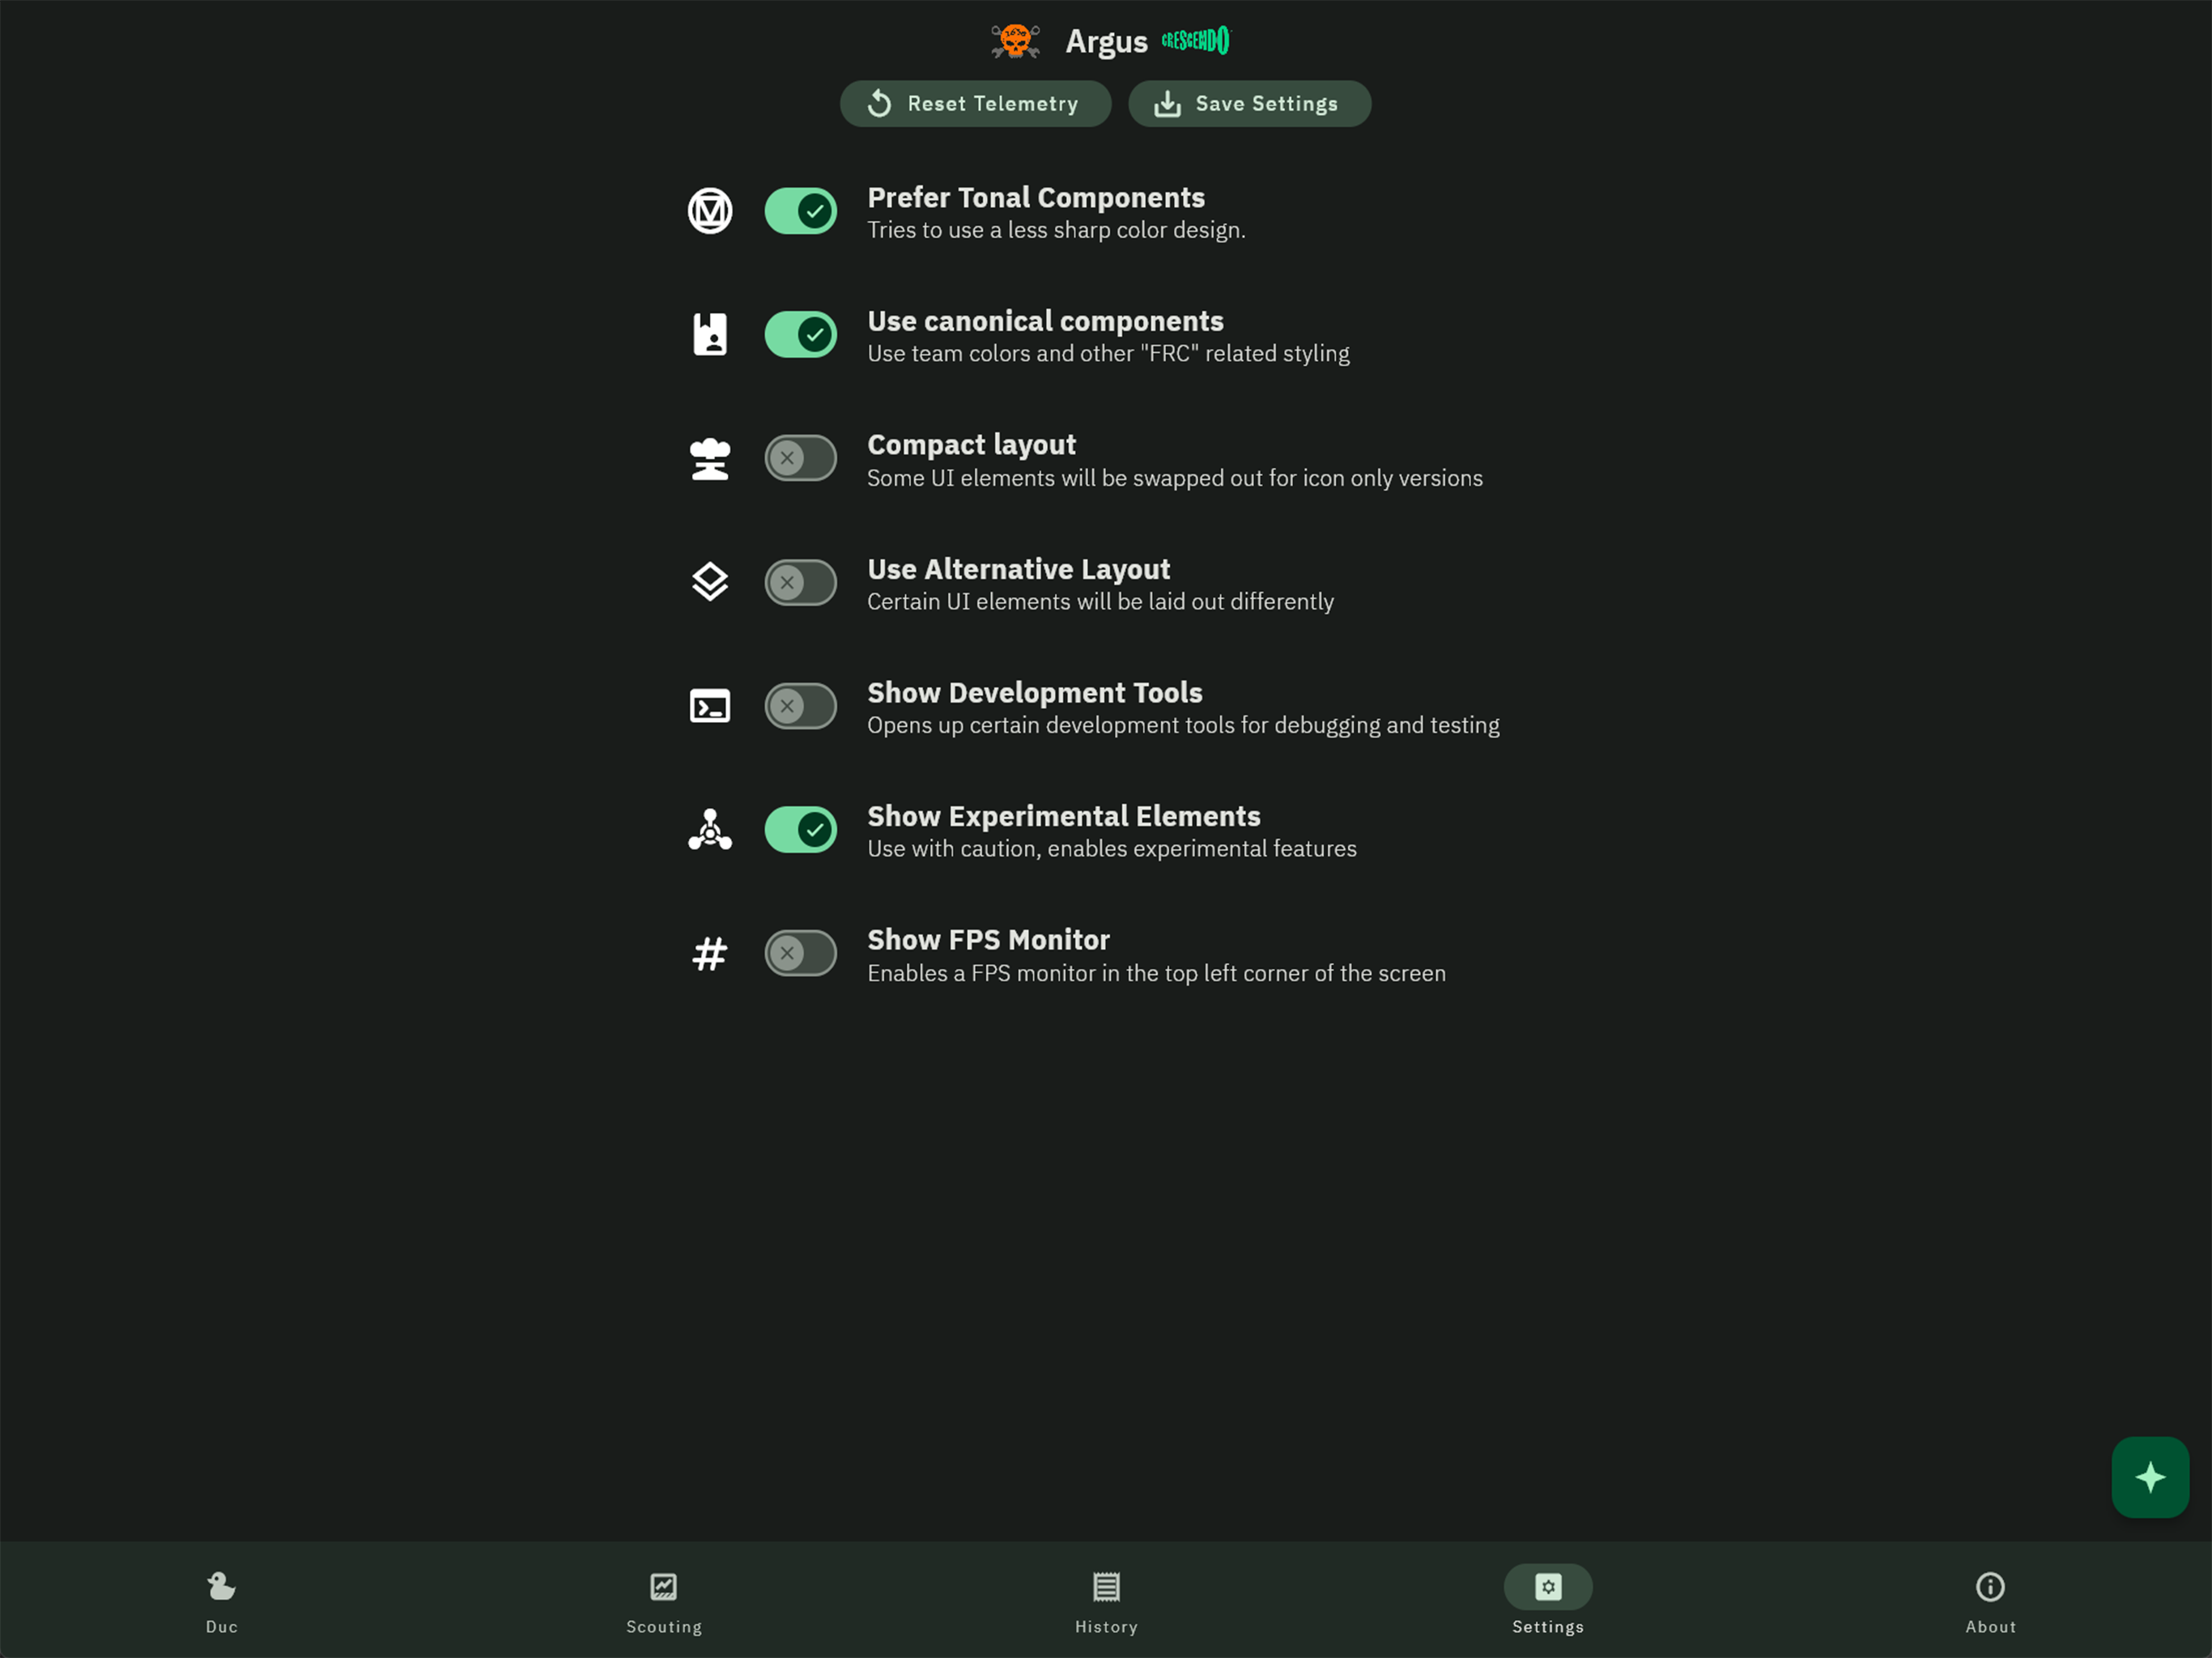 Argus CRESCENDO
Reset Telemetry Save Settings
Prefer Tonal Components
Tries to use a less sharp color design.
Use canonical components
Use team colors and other "FRC" related styling
Compact layout
Some UI elements will be swapped out for icon only versions
Use Alternative Layout
Certain UI elements will be laid out differently
Show Development Tools
Opens up certain development tools for debugging and testing
Show Experimental Elements
Use with caution, enables experimental features
Show FPS Monitor
Enables a FPS monitor in the top left corner of the screen
Duc Scouting History Settings About